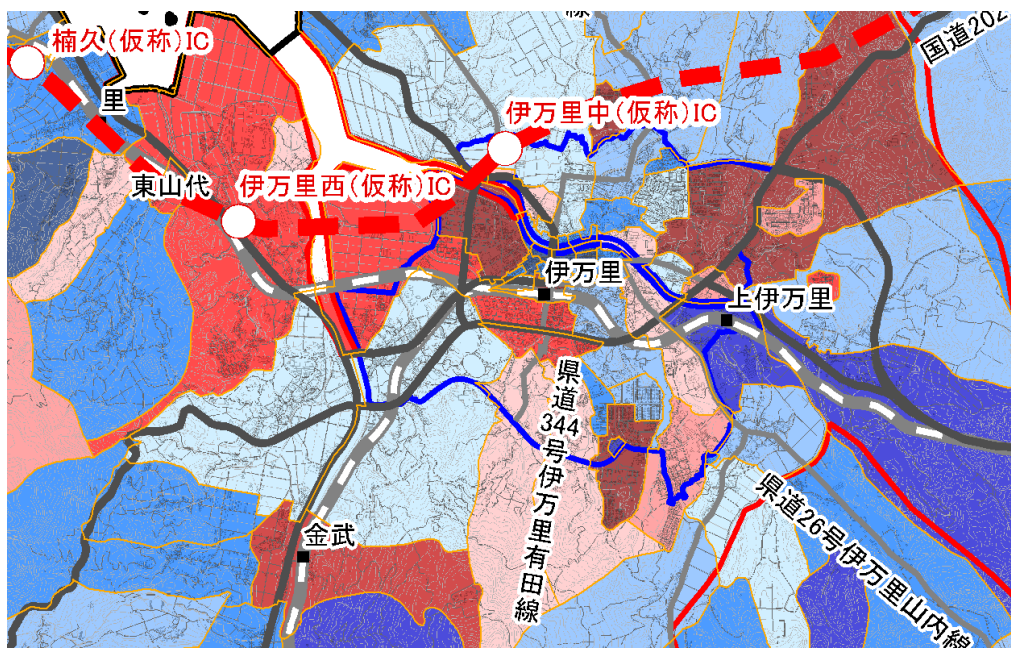 楠久(仮称)IC
線
国道202
里
伊万里中(仮称)IC
東山代
伊万里西(仮称)IC
伊万里
上伊万里
県道344号伊万里有田線
県道26号伊万里山内線
金武